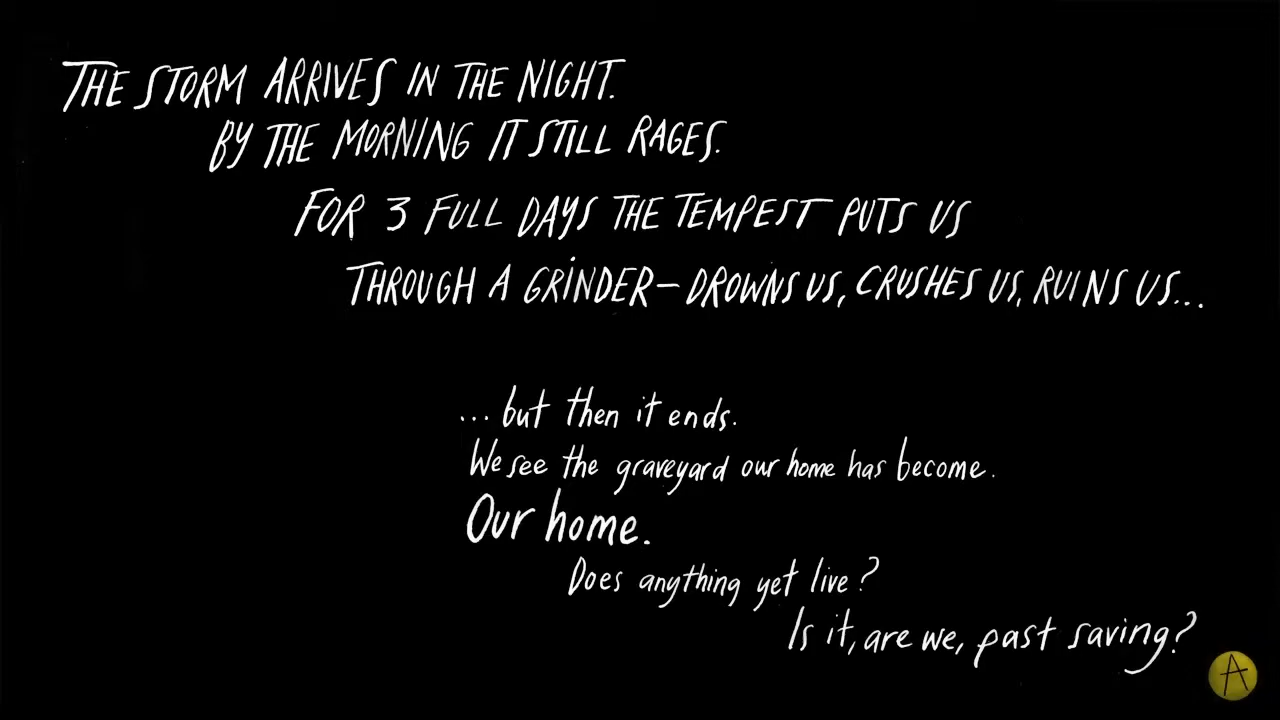 THE STORM ARRIVES IN THE NIGHT.
BY THE MORNING IT STILL RAGES.
FOR 3 FULL DAYS THE TEMPEST PUTS US
THROUGH A GRINDER – DROWNS US, CRUSHES US, RUINS US...
... but then it ends.
We see the graveyard our home has become.
Our home.
Does anything yet live?
Is it, are we, past saving?
A